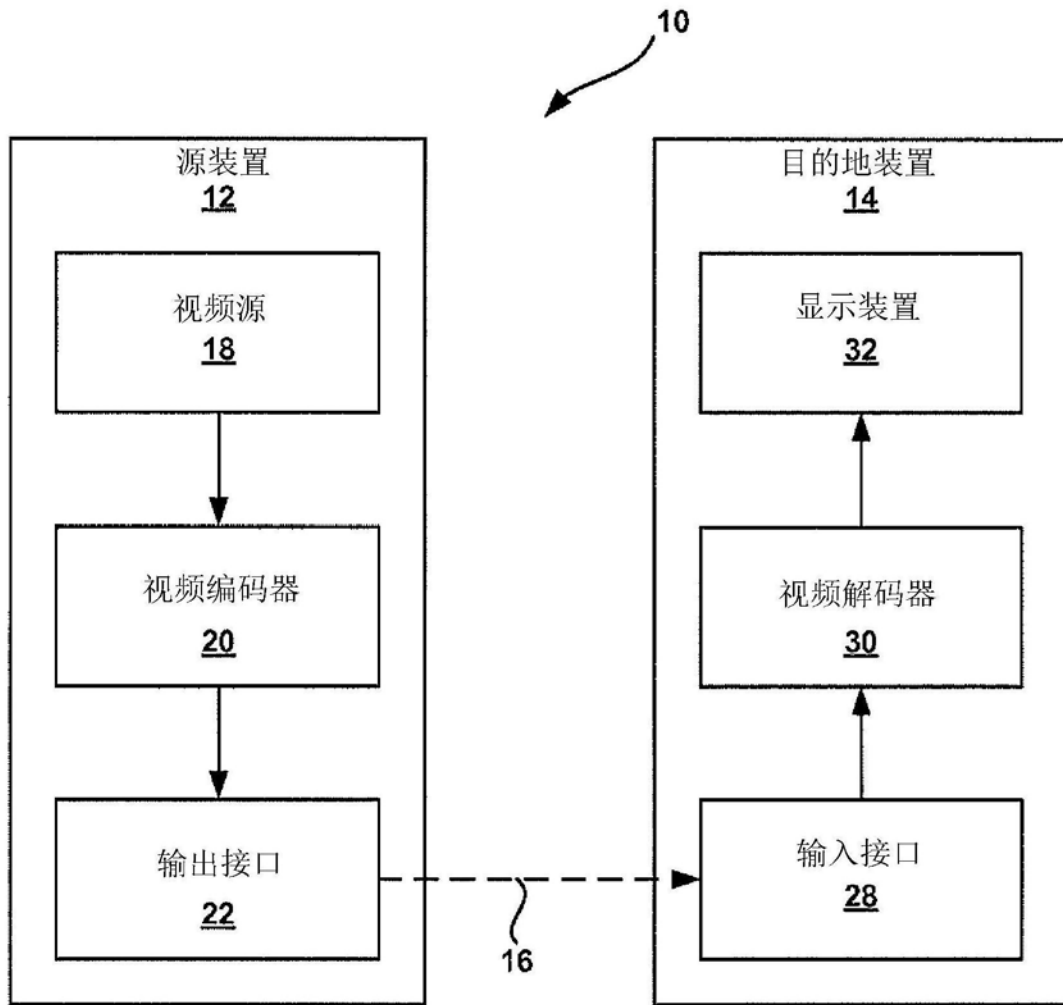 10
源装置
12
视频源
18
视频编码器
20
输出接口
22
16
目的地装置
14
显示装置
32
视频解码器
30
输入接口
28